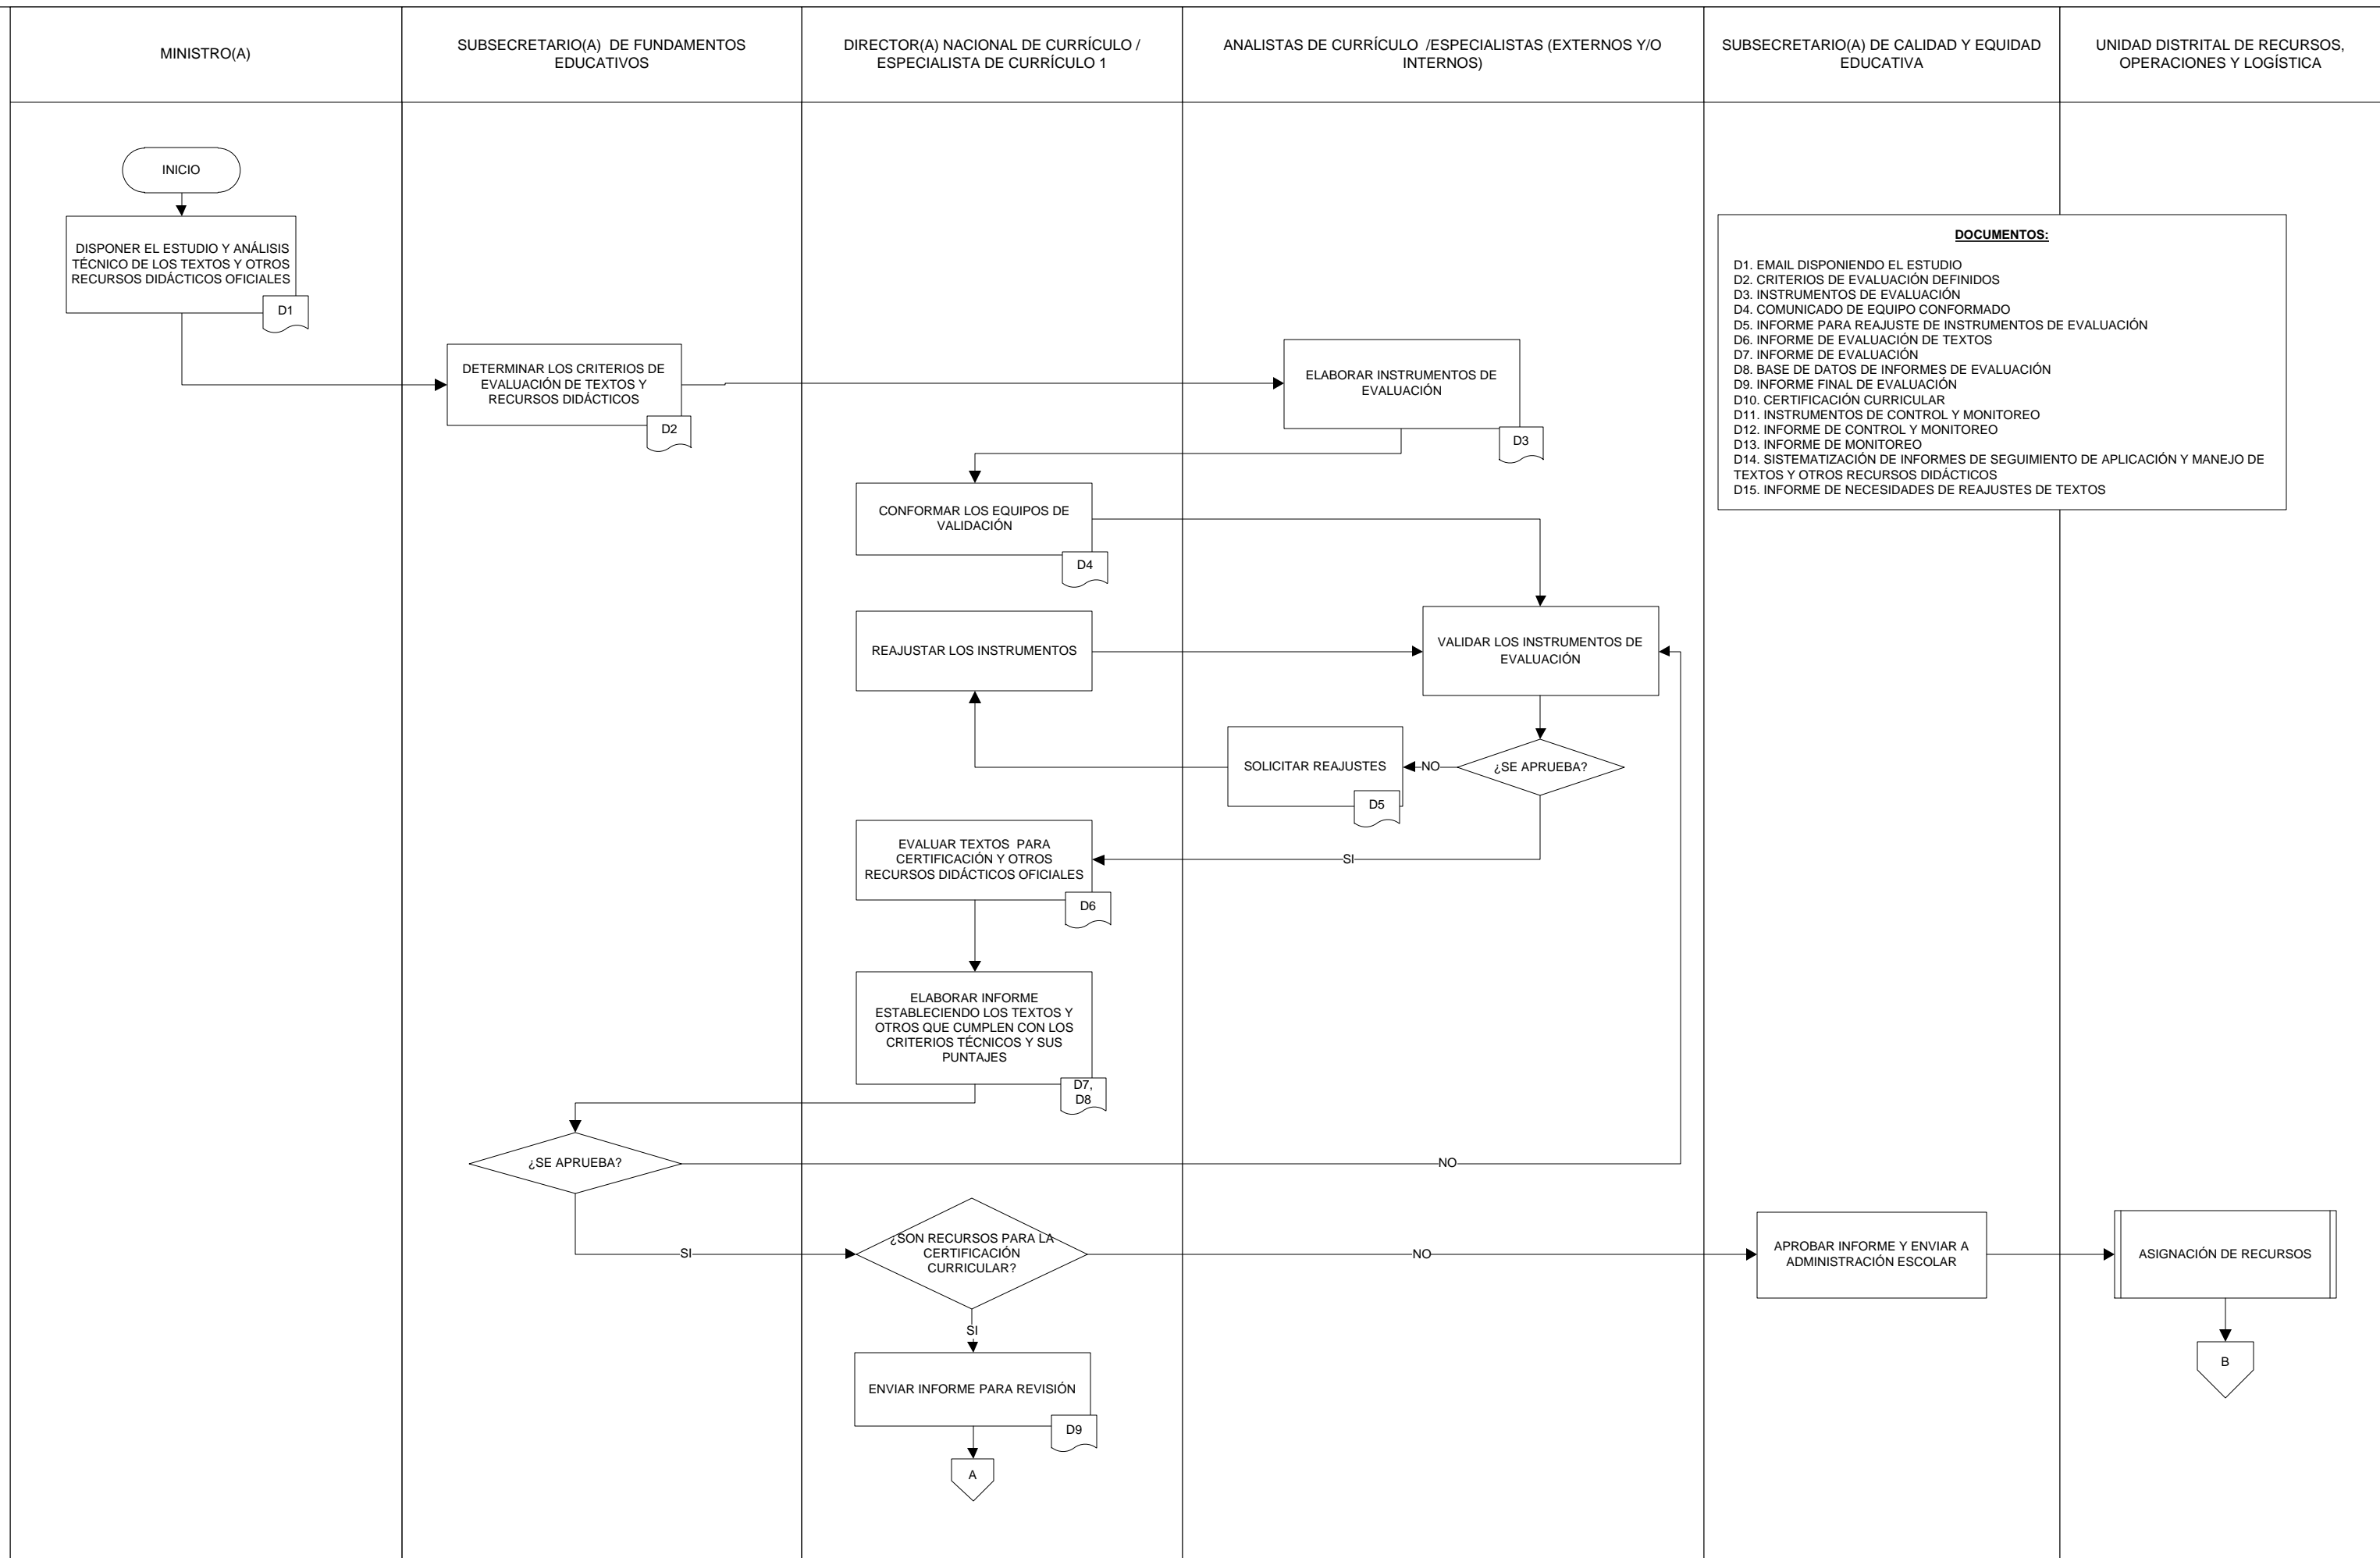 MINISTRO(A)
SUBSECRETARIO(A) DE FUNDAMENTOS
EDUCATIVOS
DIRECTOR(A) NACIONAL DE CURRÍCULO /
ESPECIALISTA DE CURRÍCULO 1
ANALISTAS DE CURRÍCULO /ESPECIALISTAS (EXTERNOS Y/O
INTERNOS)
SUBSECRETARIO(A) DE CALIDAD Y EQUIDAD
EDUCATIVA
UNIDAD DISTRITAL DE RECURSOS,
OPERACIONES Y LOGÍSTICA
INICIO
DISPONER EL ESTUDIO Y ANÁLISIS
TÉCNICO DE LOS TEXTOS Y OTROS
RECURSOS DIDÁCTICOS OFICIALES
D1
DOCUMENTOS:
D1. EMAIL DISPONIENDO EL ESTUDIO
D2. CRITERIOS DE EVALUACIÓN DEFINIDOS
D3. INSTRUMENTOS DE EVALUACIÓN
D4. COMUNICADO DE EQUIPO CONFORMADO
D5. INFORME PARA REAJUSTE DE INSTRUMENTOS DE EVALUACIÓN
D6. INFORME DE EVALUACIÓN DE TEXTOS
D7. INFORME DE EVALUACIÓN
D8. BASE DE DATOS DE INFORMES DE EVALUACIÓN
D9. INFORME FINAL DE EVALUACIÓN
D10. CERTIFICACIÓN CURRICULAR
D11. INSTRUMENTOS DE CONTROL Y MONITOREO
D12. INFORME DE CONTROL Y MONITOREO
D13. INFORME DE MONITOREO
D14. SISTEMATIZACIÓN DE INFORMES DE SEGUIMIENTO DE APLICACIÓN Y MANEJO DE
TEXTOS Y OTROS RECURSOS DIDÁCTICOS
D15. INFORME DE NECESIDADES DE REAJUSTES DE TEXTOS
DETERMINAR LOS CRITERIOS DE
EVALUACIÓN DE TEXTOS Y
RECURSOS DIDÁCTICOS
D2
ELABORAR INSTRUMENTOS DE
EVALUACIÓN
D3
CONFORMAR LOS EQUIPOS DE
VALIDACIÓN
D4
REAJUSTAR LOS INSTRUMENTOS
VALIDAR LOS INSTRUMENTOS DE
EVALUACIÓN
SOLICITAR REAJUSTES
D5
NO
¿SE APRUEBA?
SI
EVALUAR TEXTOS PARA
CERTIFICACIÓN Y OTROS
RECURSOS DIDÁCTICOS OFICIALES
D6
ELABORAR INFORME
ESTABLECIENDO LOS TEXTOS Y
OTROS QUE CUMPLEN CON LOS
CRITERIOS TÉCNICOS Y SUS
PUNTAJES
D7,
D8
¿SE APRUEBA?
NO
SI
¿SON RECURSOS PARA LA
CERTIFICACIÓN
CURRICULAR?
NO
APROBAR INFORME Y ENVIAR A
ADMINISTRACIÓN ESCOLAR
ASIGNACIÓN DE RECURSOS
SI
B
ENVIAR INFORME PARA REVISIÓN
D9
A